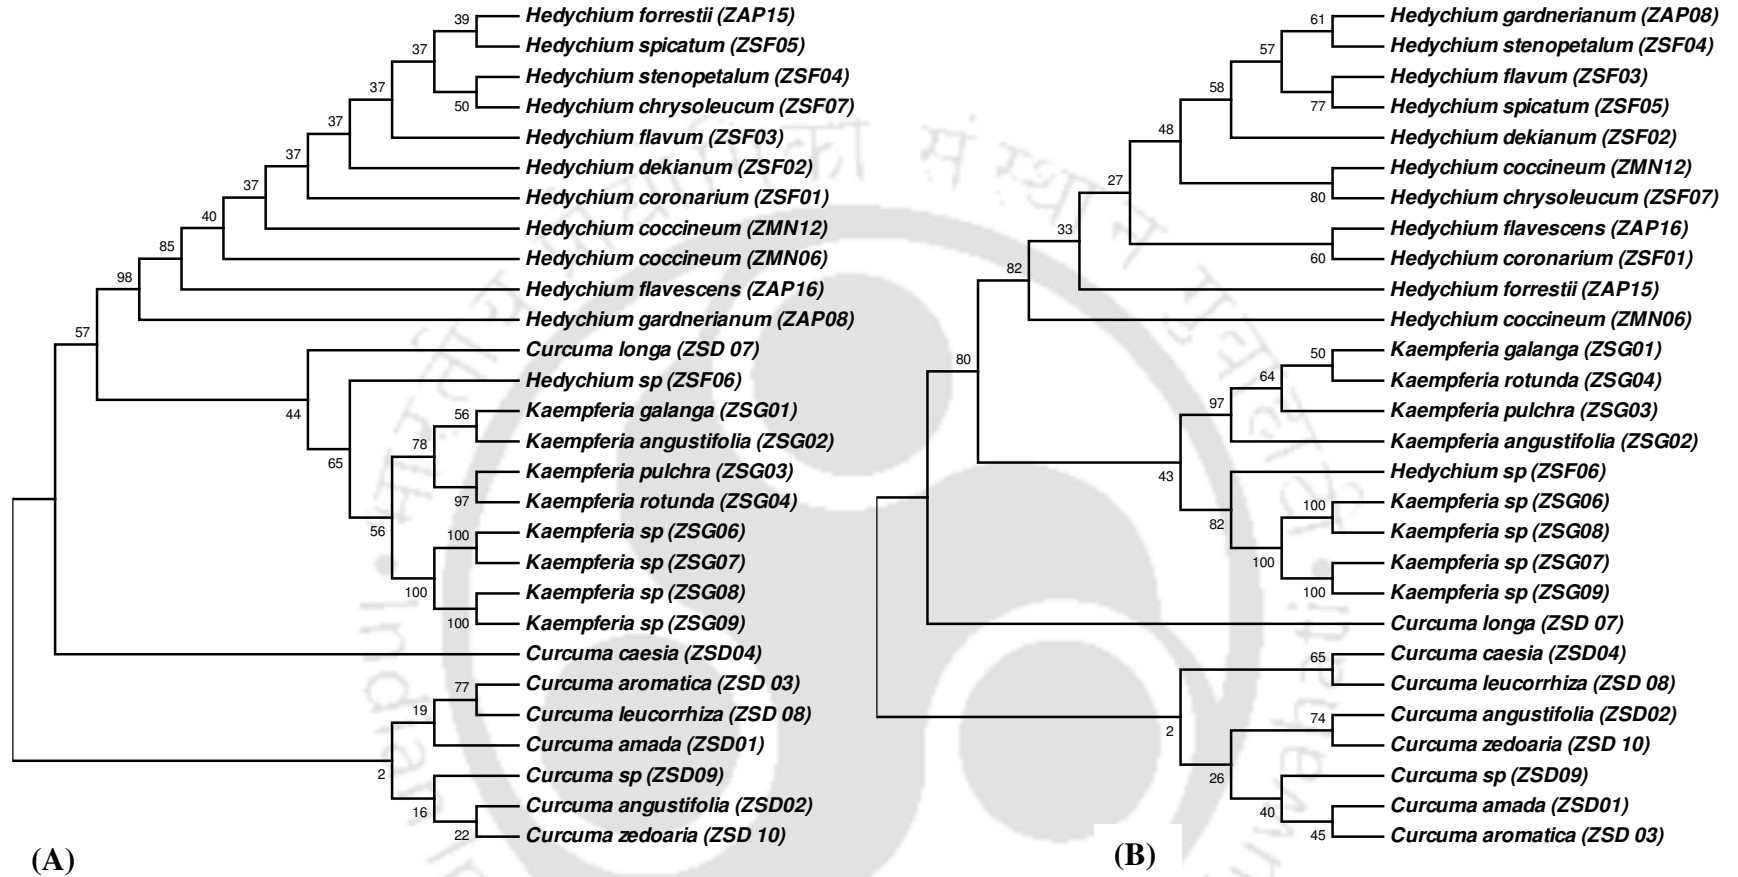 39
Hedychium forrestii (ZAP15)
37
Hedychium spicatum (ZSF05)
37
Hedychium stenopetalum (ZSF04)
50
Hedychium chrysoleucum (ZSF07)
37
Hedychium flavum (ZSF03)
37
Hedychium dekianum (ZSF02)
37
Hedychium coronarium (ZSF01)
40
Hedychium coccineum (ZMN12)
85
Hedychium coccineum (ZMN06)
98
Hedychium flavescens (ZAP16)
Hedychium gardnerianum (ZAP08)
57
Curcuma longa (ZSD 07)
44
Hedychium sp (ZSF06)
65
56
Kaempferia galanga (ZSG01)
78
Kaempferia angustifolia (ZSG02)
Kaempferia pulchra (ZSG03)
97
Kaempferia rotunda (ZSG04)
56
100
Kaempferia sp (ZSG06)
Kaempferia sp (ZSG07)
100
Kaempferia sp (ZSG08)
100
Kaempferia sp (ZSG09)
Curcuma caesia (ZSD04)
77
Curcuma aromatica (ZSD 03)
19
Curcuma leucorrhiza (ZSD 08)
Curcuma amada (ZSD01)
2
Curcuma sp (ZSD09)
16
Curcuma angustifolia (ZSD02)
22
Curcuma zedoaria (ZSD 10)
(A)
61
Hedychium gardnerianum (ZAP08)
57
Hedychium stenopetalum (ZSF04)
58
Hedychium flavum (ZSF03)
77
Hedychium spicatum (ZSF05)
48
Hedychium dekianum (ZSF02)
27
Hedychium coccineum (ZMN12)
80
Hedychium chrysoleucum (ZSF07)
33
Hedychium flavescens (ZAP16)
60
Hedychium coronarium (ZSF01)
82
Hedychium forrestii (ZAP15)
Hedychium coccineum (ZMN06)
80
50
Kaempferia galanga (ZSG01)
64
Kaempferia rotunda (ZSG04)
97
Kaempferia pulchra (ZSG03)
Kaempferia angustifolia (ZSG02)
43
Hedychium sp (ZSF06)
82
100
Kaempferia sp (ZSG06)
Kaempferia sp (ZSG08)
100
Kaempferia sp (ZSG07)
100
Kaempferia sp (ZSG09)
Curcuma longa (ZSD 07)
65
Curcuma caesia (ZSD04)
Curcuma leucorrhiza (ZSD 08)
2
74
Curcuma angustifolia (ZSD02)
Curcuma zedoaria (ZSD 10)
26
Curcuma sp (ZSD09)
40
Curcuma amada (ZSD01)
45
Curcuma aromatica (ZSD 03)
(B)
Indian